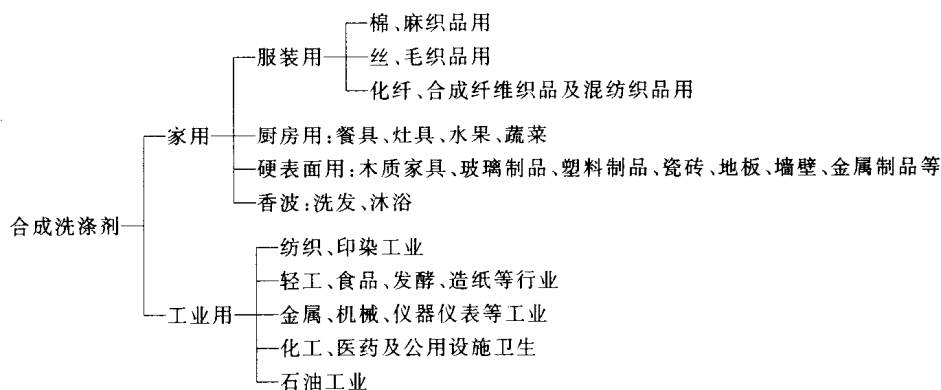 棉、麻织品用
服装用
丝、毛织品用
化纤、合成纤维织品及混纺织品用
家用
厨房用:餐具、灶具、水果、蔬菜
硬表面用:木质家具、玻璃制品、塑料制品、瓷砖、地板、墙壁、金属制品等
香波:洗发、沐浴
合成洗涤剂
纺织、印染工业
轻工、食品、发酵、造纸等行业
工业用
金属、机械、仪器仪表等工业
化工、医药及公用设施卫生
石油工业